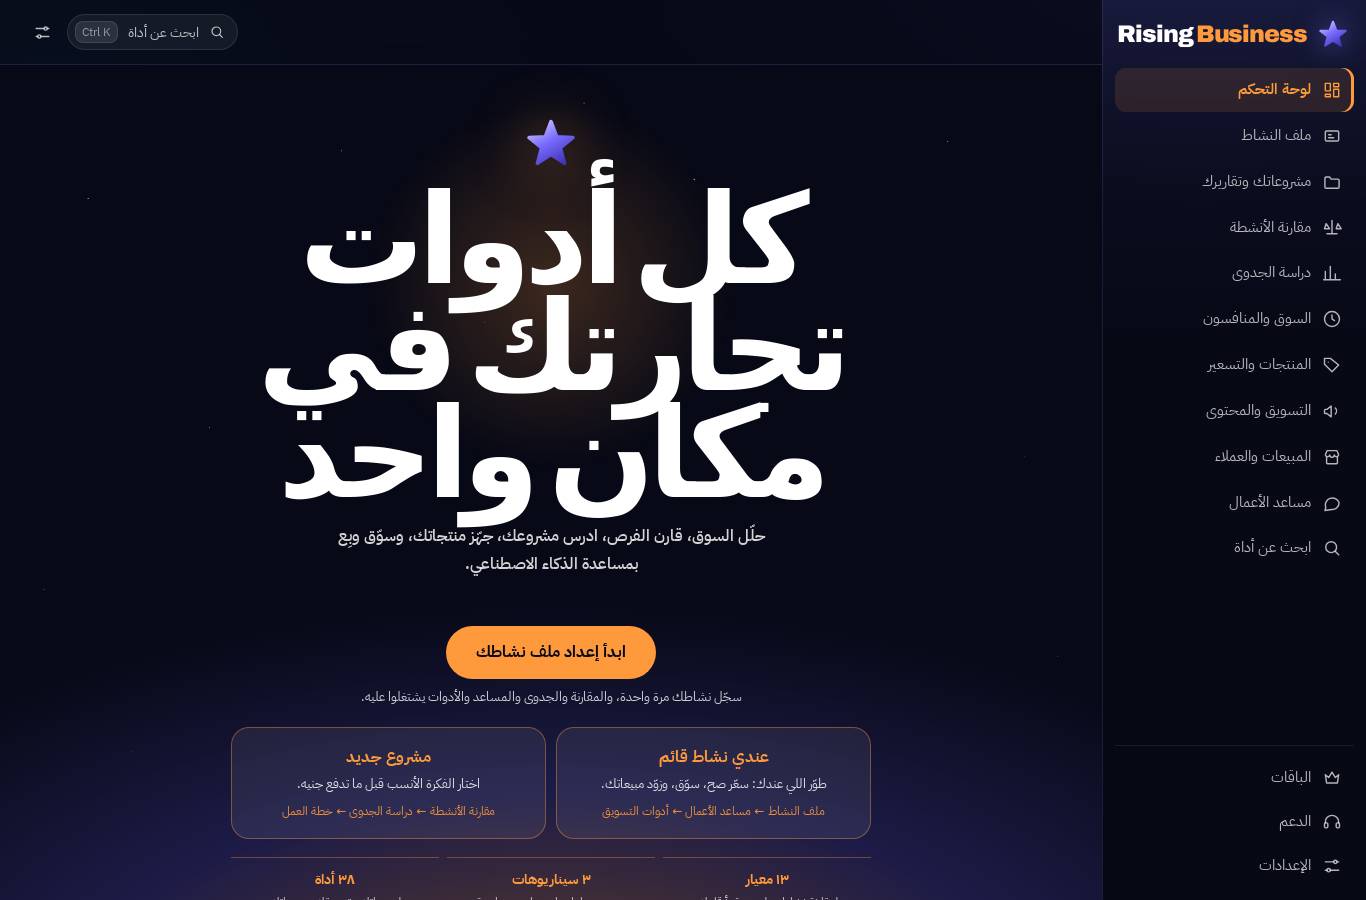 Rising Business
لوحة التحكم
ملف النشاط
مشروعاتك وتقاريرك
مقارنة الأنشطة
دراسة الجدوى
السوق والمنافسون
المنتجات والتسعير
التسويق والمحتوى
المبيعات والعملاء
مساعد الأعمال
ابحث عن أداة
الباقات
الدعم
الإعدادات
ابحث عن أداة Ctrl K
كل أدوات
تجارتك في
مكان واحد
حلّل السوق، قارن الفرص، ادرس مشروعك، جهّز منتجاتك، وسوّق وبِع
بمساعدة الذكاء الاصطناعي.
ابدأ إعداد ملف نشاطك
سجّل نشاطك مرة واحدة، والمقارنة والجدوى والمساعد والأدوات يشتغلوا عليه.
عندي نشاط قائم
طوّر اللي عندك: سعّر صح، سوّق، وزوّد مبيعاتك.
ملف النشاط ← مساعد الأعمال ← أدوات التسويق
مشروع جديد
اختار الفكرة الأنسب قبل ما تدفع جنيه.
مقارنة الأنشطة ← دراسة الجدوى ← خطة العمل
١٣ معيار
٣ سيناريوهات
٣٨ أداة